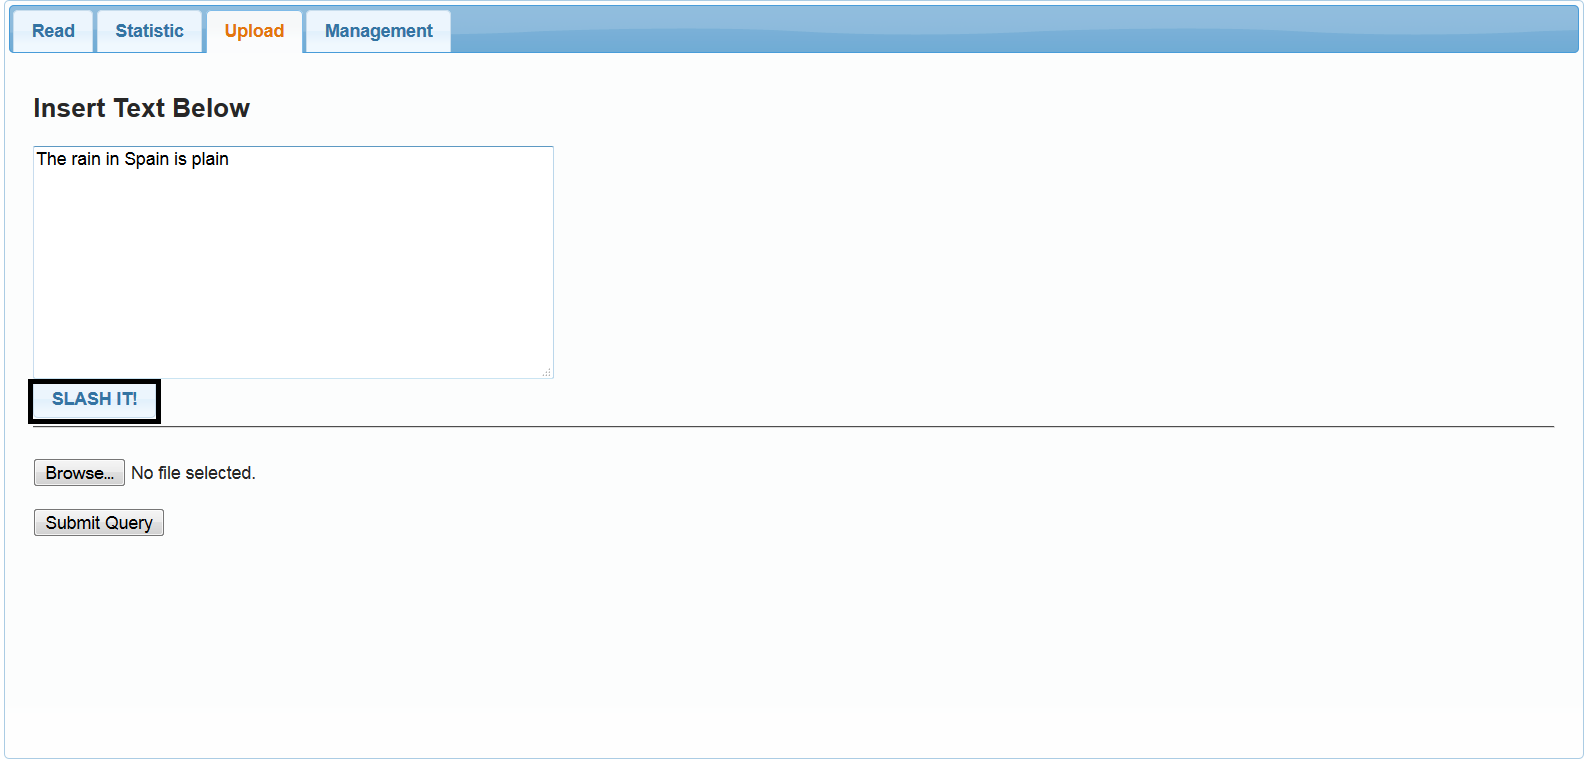 Read Statistic Upload Management
Insert Text Below
The rain in Spain is plain
SLASH IT!
Browse... No file selected.
Submit Query